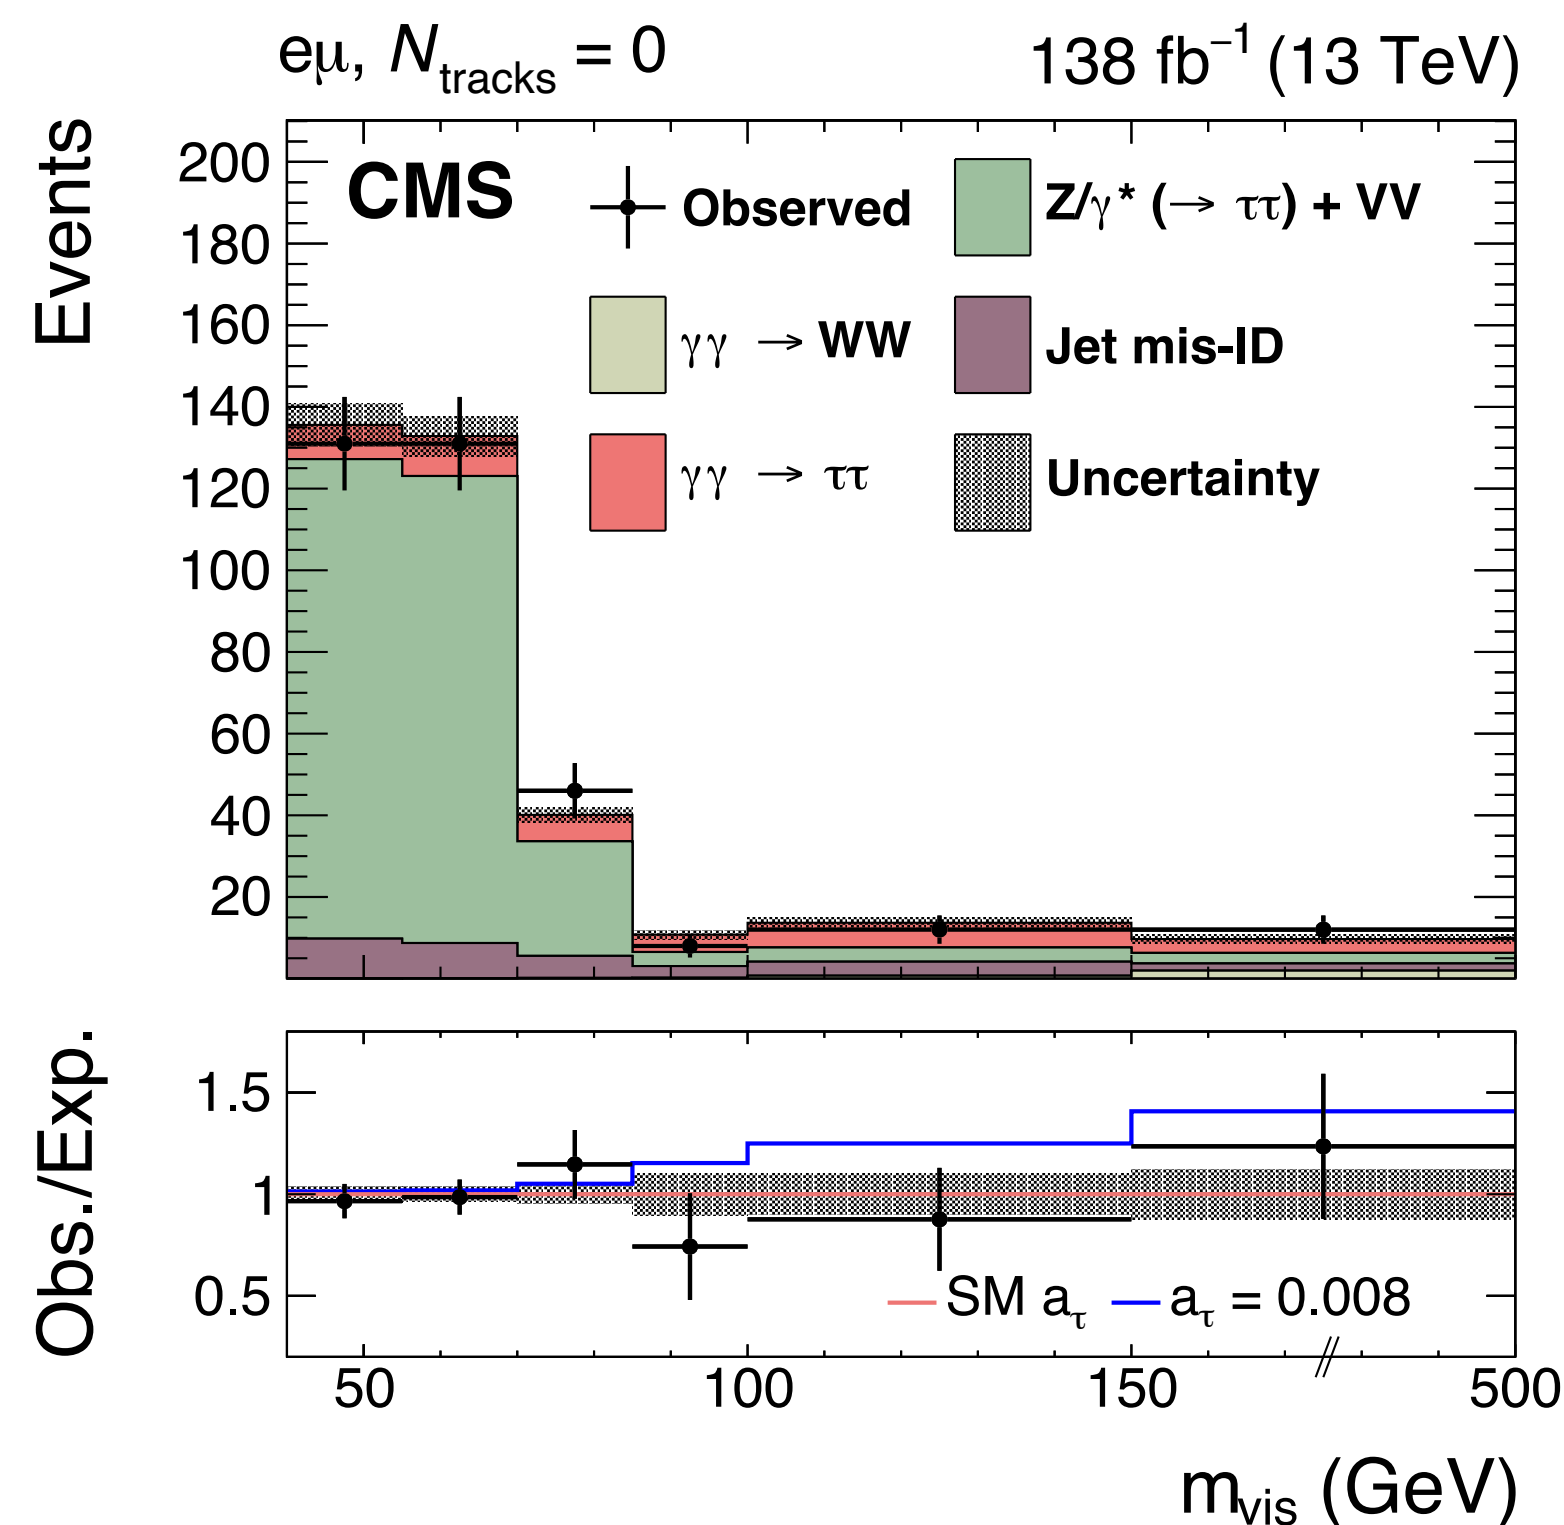 eμ, N_tracks = 0 138 fb⁻¹ (13 TeV)
Events
200
180
160
140
120
100
80
60
40
20
CMS
Observed
Z/γ* (→ ττ) + VV
γγ → WW
Jet mis-ID
γγ → ττ
Uncertainty
Obs./Exp.
1.5
1
0.5
SM a_τ
a_τ = 0.008
50 100 150 500
m_vis (GeV)